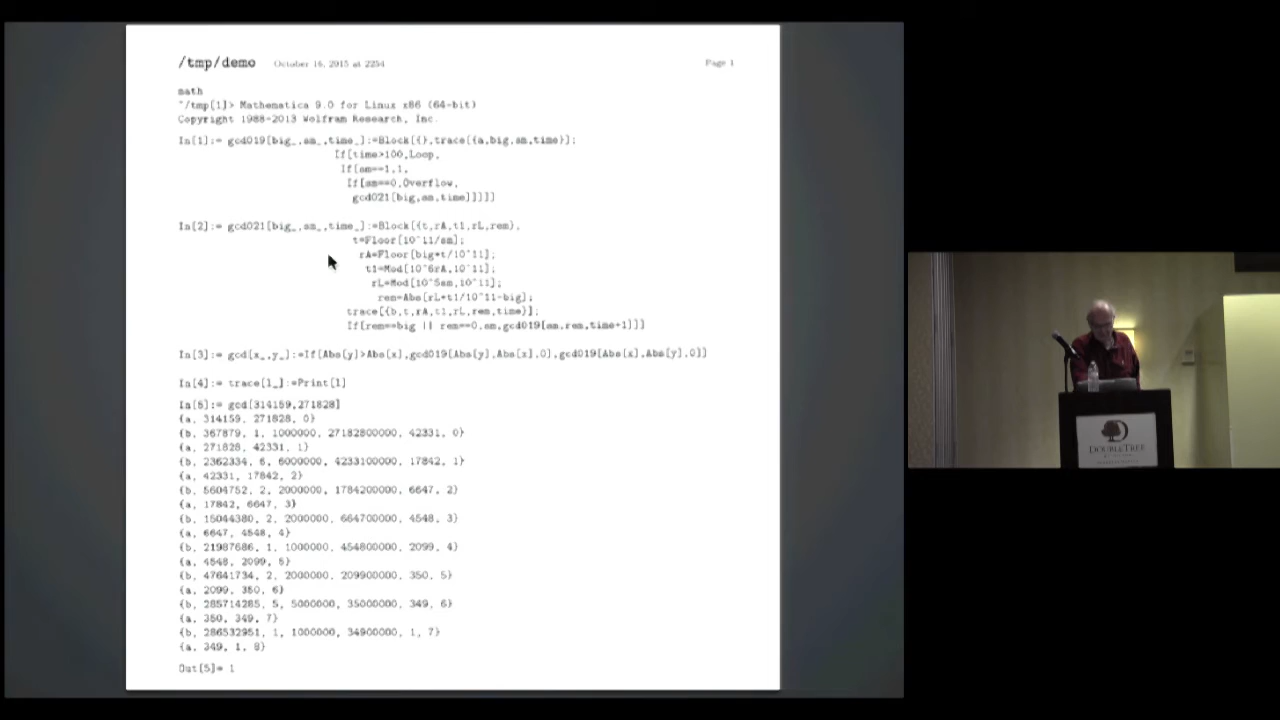 /tmp/demo October 16, 2015 at 2254 Page 1
math
~/tmp[1]> Mathematica 9.0 for Linux x86 (64-bit)
Copyright 1988-2013 Wolfram Research, Inc.
In[1]:= gcd019[big_,sm_,time_]:=Block[{},trace[{a,big,sm,time}];
If[time>100,Loop,
If[sm==1,1,
If[sm==0,Overflow,
gcd021[big,sm,time]]]]]
In[2]:= gcd021[big_,sm_,time_]:=Block[{t,rA,t1,rL,rem},
t=Floor[10^11/sm];
rA=Floor[big*t/10^11];
t1=Mod[10^6rA,10^11];
rL=Mod[10^5sm,10^11];
rem=Abs[rL*t1/10^11-big];
trace[{b,t,rA,t1,rL,rem,time}];
If[rem==big || rem==0,sm,gcd019[sm,rem,time+1]]]
In[3]:= gcd[x_,y_]:=If[Abs[y]>Abs[x],gcd019[Abs[y],Abs[x],0],gcd019[Abs[x],Abs[y],0]]
In[4]:= trace[l_]:=Print[l]
In[5]:= gcd[314159,271828]
{a, 314159, 271828, 0}
{b, 367879, 1, 1000000, 27182800000, 42331, 0}
{a, 271828, 42331, 1}
{b, 2362334, 6, 6000000, 4233100000, 17842, 1}
{a, 42331, 17842, 2}
{b, 5604752, 2, 2000000, 1784200000, 6647, 2}
{a, 17842, 6647, 3}
{b, 15044380, 2, 2000000, 664700000, 4548, 3}
{a, 6647, 4548, 4}
{b, 21987686, 1, 1000000, 454800000, 2099, 4}
{a, 4548, 2099, 5}
{b, 47641734, 2, 2000000, 209900000, 350, 5}
{a, 2099, 350, 6}
{b, 285714285, 5, 5000000, 35000000, 349, 6}
{a, 350, 349, 7}
{b, 286532951, 1, 1000000, 34900000, 1, 7}
{a, 349, 1, 8}
Out[5]= 1
DOUBLETREE